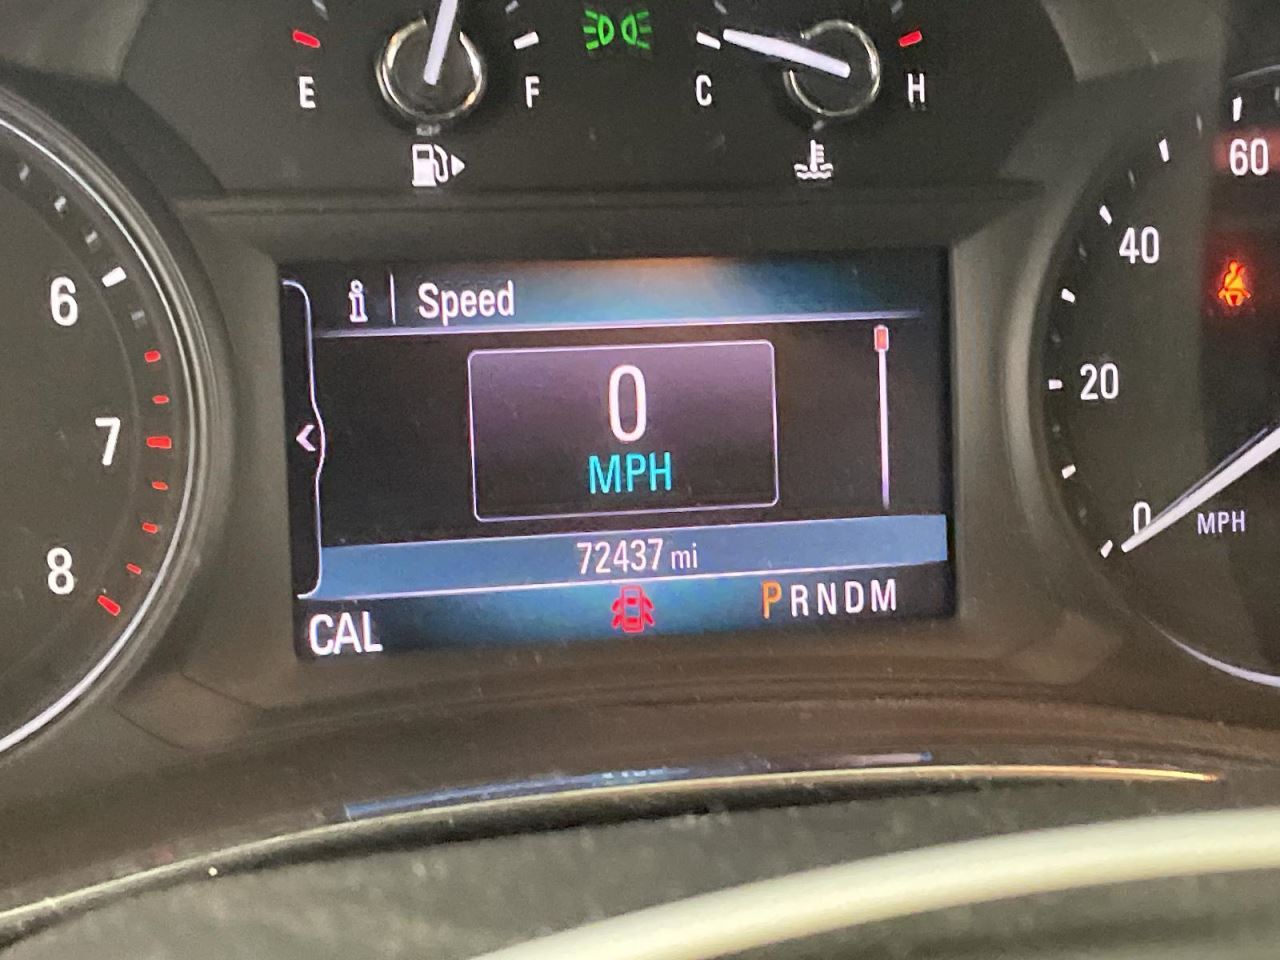 E F C H
60
40
20
0
MPH
6
7
8
i Speed
0
MPH
72437 mi
CAL
PRNDM